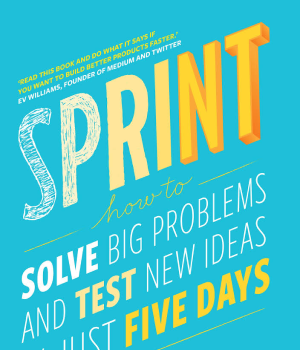 'READ THIS BOOK AND DO WHAT IT SAYS IF
YOU WANT TO BUILD BETTER PRODUCTS FASTER.'
EV WILLIAMS, FOUNDER OF MEDIUM AND TWITTER
SPRINT
how to
SOLVE BIG PROBLEMS
AND TEST NEW IDEAS
JUST FIVE DAYS